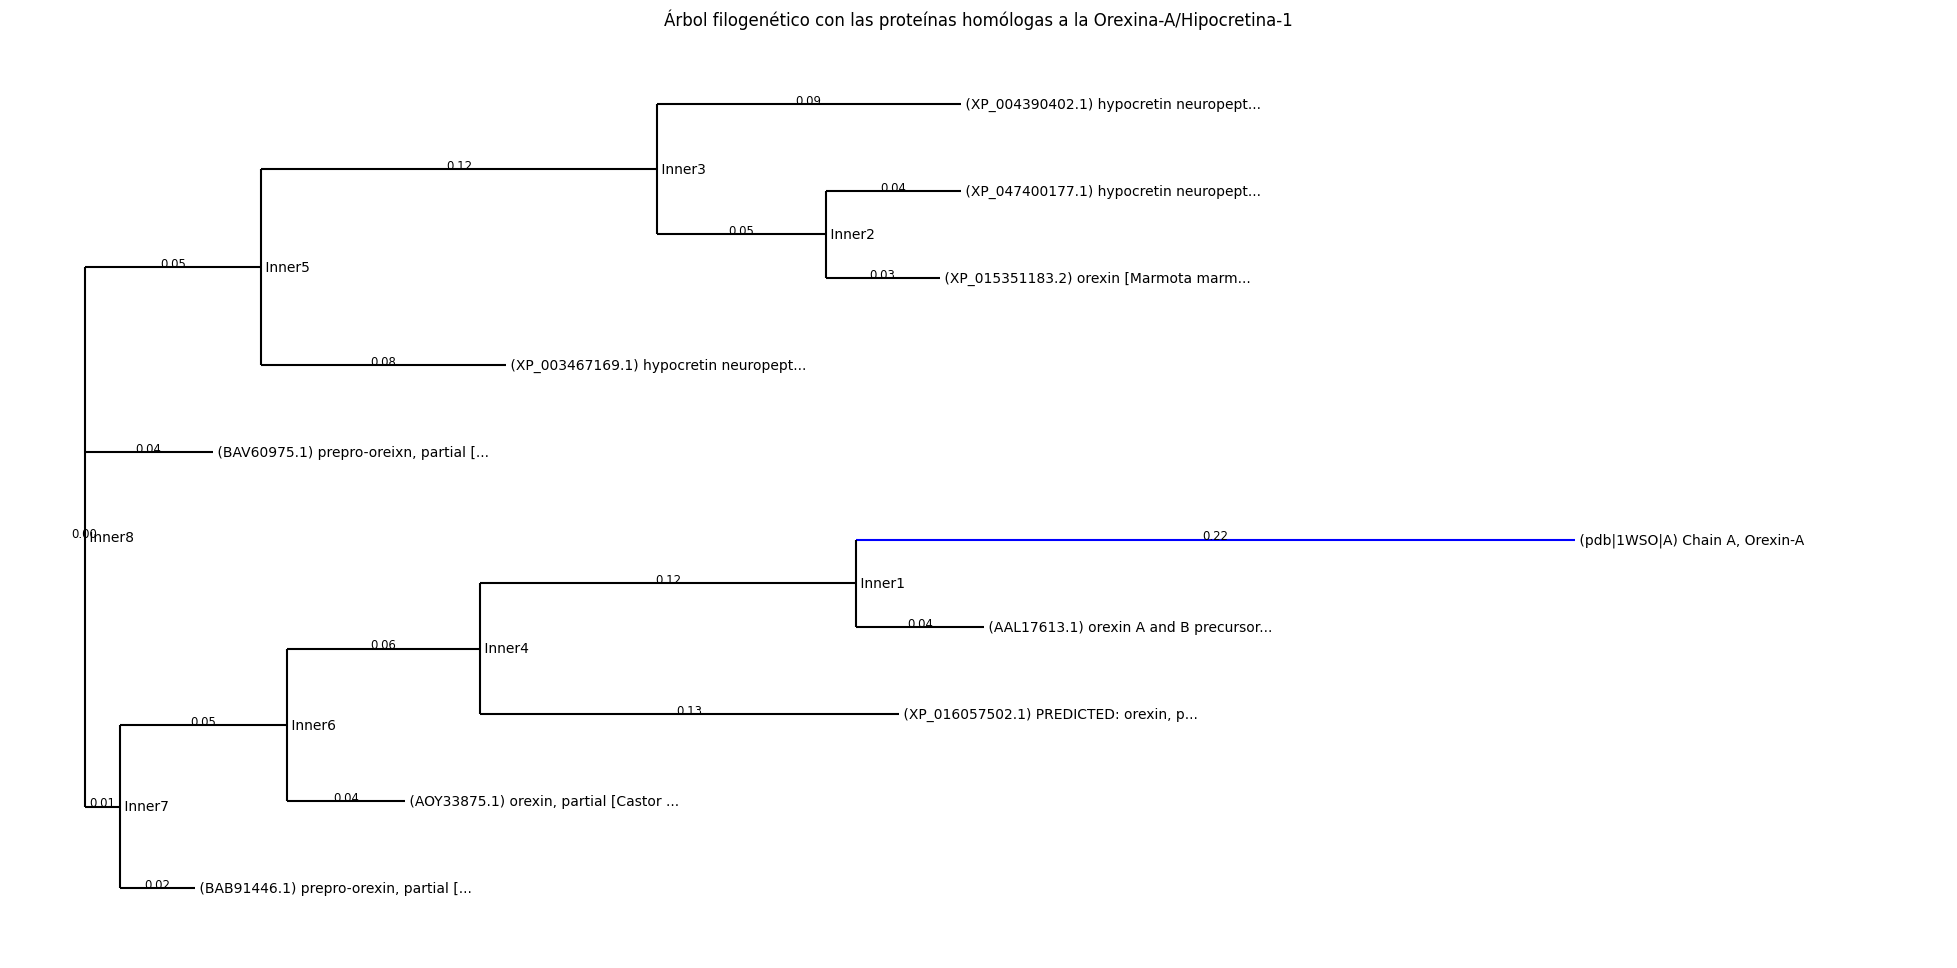 Árbol filogenético con las proteínas homólogas a la Orexina-A/Hipocretina-1
0.09
(XP_004390402.1) hypocretin neuropept...
0.12
Inner3
0.04
(XP_047400177.1) hypocretin neuropept...
0.05
Inner2
0.05
Inner5
0.03
(XP_015351183.2) orexin [Marmota marm...
0.08
(XP_003467169.1) hypocretin neuropept...
0.04
(BAV60975.1) prepro-oreixn, partial [...
0.00
Inner8
0.22
(pdb|1WSO|A) Chain A, Orexin-A
0.12
Inner1
0.04
(AAL17613.1) orexin A and B precursor...
0.06
Inner4
0.13
(XP_016057502.1) PREDICTED: orexin, p...
0.05
Inner6
0.04
(AOY33875.1) orexin, partial [Castor ...
0.01
Inner7
0.02
(BAB91446.1) prepro-orexin, partial [...